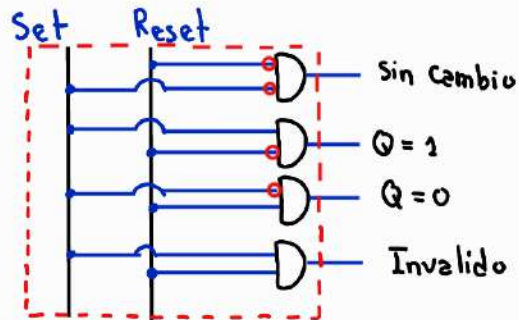 Set Reset
Sin Cambio
Q = 1
Q = 0
Invalido